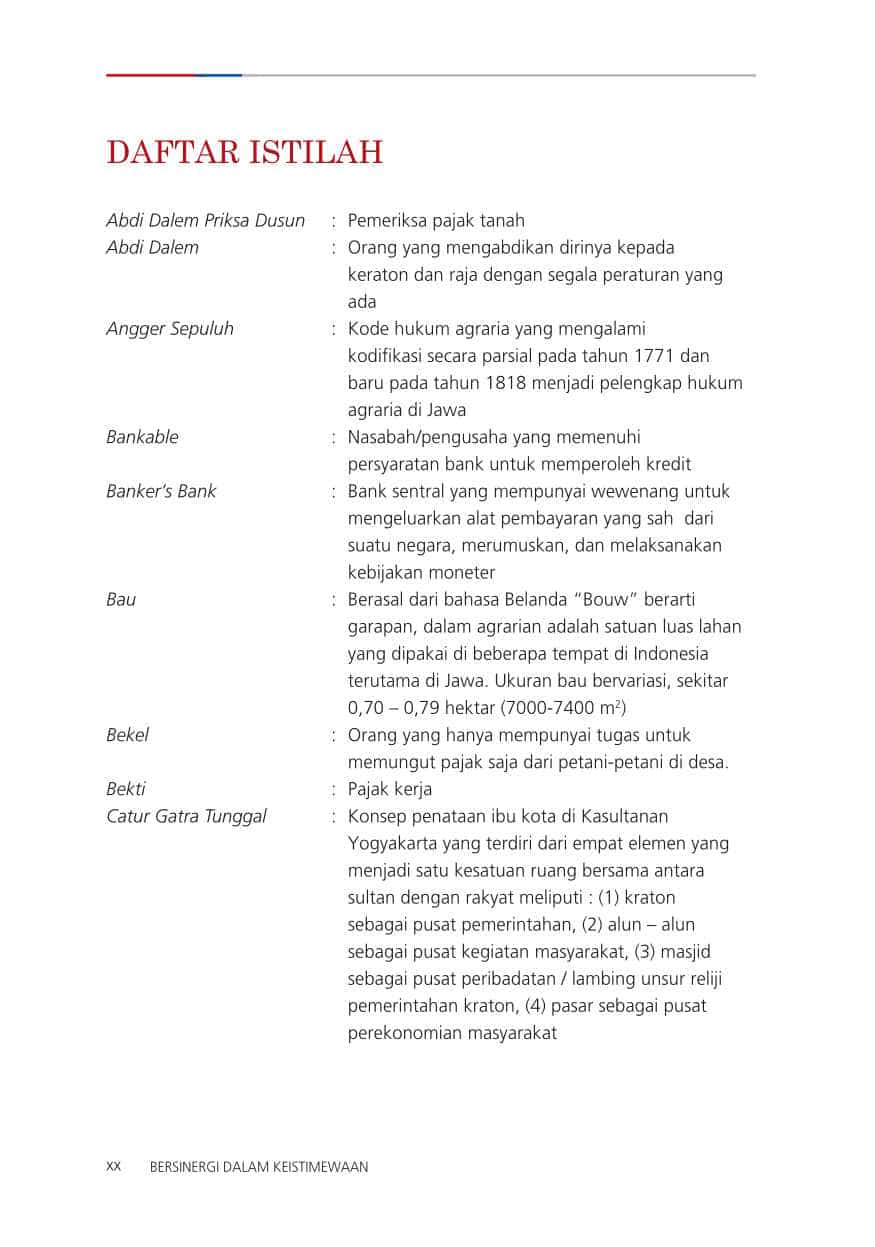 DAFTAR ISTILAH
Abdi Dalem Priksa Dusun : Pemeriksa pajak tanah
Abdi Dalem : Orang yang mengabdikan dirinya kepada
keraton dan raja dengan segala peraturan yang
ada
Angger Sepuluh : Kode hukum agraria yang mengalami
kodifikasi secara parsial pada tahun 1771 dan
baru pada tahun 1818 menjadi pelengkap hukum
agraria di Jawa
Bankable : Nasabah/pengusaha yang memenuhi
persyaratan bank untuk memperoleh kredit
Banker’s Bank : Bank sentral yang mempunyai wewenang untuk
mengeluarkan alat pembayaran yang sah dari
suatu negara, merumuskan, dan melaksanakan
kebijakan moneter
Bau : Berasal dari bahasa Belanda “Bouw” berarti
garapan, dalam agrarian adalah satuan luas lahan
yang dipakai di beberapa tempat di Indonesia
terutama di Jawa. Ukuran bau bervariasi, sekitar
0,70 – 0,79 hektar (7000-7400 m²)
Bekel : Orang yang hanya mempunyai tugas untuk
memungut pajak saja dari petani-petani di desa.
Bekti : Pajak kerja
Catur Gatra Tunggal : Konsep penataan ibu kota di Kasultanan
Yogyakarta yang terdiri dari empat elemen yang
menjadi satu kesatuan ruang bersama antara
sultan dengan rakyat meliputi : (1) kraton
sebagai pusat pemerintahan, (2) alun – alun
sebagai pusat kegiatan masyarakat, (3) masjid
sebagai pusat peribadatan / lambing unsur reliji
pemerintahan kraton, (4) pasar sebagai pusat
perekonomian masyarakat
xx BERSINERGI DALAM KEISTIMEWAAN